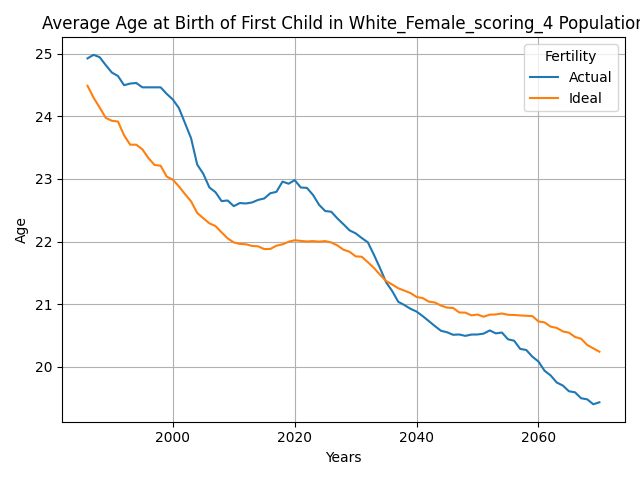 Average Age at Birth of First Child in White_Female_scoring_4 Population
Fertility
Actual
Ideal
Age
25
24
23
22
21
20
2000
2020
2040
2060
Years